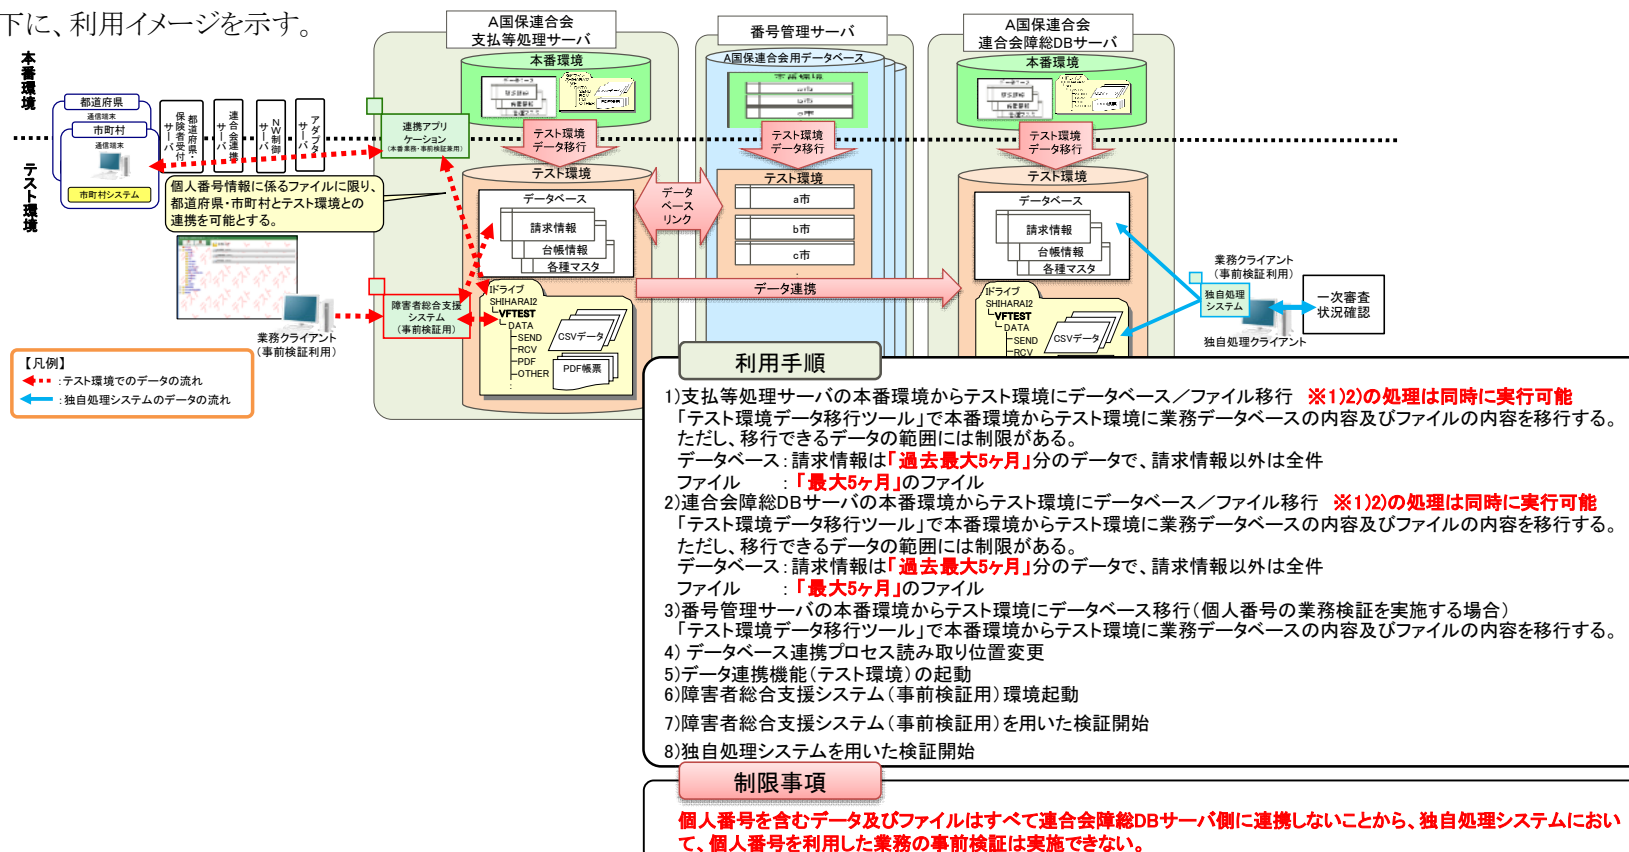 下に、利用イメージを示す。
本番環境
テスト環境
都道府県
通信端末
市町村
通信端末
市町村システム
都道府県・
保険者受付
サーバ
連合会連携
サーバ
NW制御
サーバ
アダプタ
サーバ
個人番号情報に係るファイルに限り、
都道府県・市町村とテスト環境との
連携を可能とする。
業務クライアント
(事前検証利用)
【凡例】
:テスト環境でのデータの流れ
:独自処理システムのデータの流れ
A国保連合会
支払等処理サーバ
本番環境
連携アプリ
ケーション
(本番業務・事前検証兼用)
テスト環境
データ移行
テスト環境
データベース
請求情報
台帳情報
各種マスタ
障害者総合支援
システム
(事前検証用)
Iドライブ
SHIHARAI2
VFTEST
DATA
SEND
RCV
PDF
OTHER
:
CSVデータ
PDF帳票
データ
ベース
リンク
データ連携
番号管理サーバ
A国保連合会用データベース
本番環境
テスト環境
データ移行
テスト環境
a市
b市
c市
A国保連合会
連合会障総DBサーバ
本番環境
テスト環境
データ移行
テスト環境
データベース
請求情報
台帳情報
各種マスタ
Iドライブ
SHIHARAI2
VFTEST
DATA
SEND
RCV
CSVデータ
業務クライアント
(事前検証利用)
独自処理
システム
独自処理クライアント
一次審査
状況確認
利用手順
1)支払等処理サーバの本番環境からテスト環境にデータベース/ファイル移行 ※1)2)の処理は同時に実行可能
「テスト環境データ移行ツール」で本番環境からテスト環境に業務データベースの内容及びファイルの内容を移行する。
ただし、移行できるデータの範囲には制限がある。
データベース:請求情報は「過去最大5ヶ月」分のデータで、請求情報以外は全件
ファイル :「最大5ヶ月」のファイル
2)連合会障総DBサーバの本番環境からテスト環境にデータベース/ファイル移行 ※1)2)の処理は同時に実行可能
「テスト環境データ移行ツール」で本番環境からテスト環境に業務データベースの内容及びファイルの内容を移行する。
ただし、移行できるデータの範囲には制限がある。
データベース:請求情報は「過去最大5ヶ月」分のデータで、請求情報以外は全件
ファイル :「最大5ヶ月」のファイル
3)番号管理サーバの本番環境からテスト環境にデータベース移行(個人番号の業務検証を実施する場合)
「テスト環境データ移行ツール」で本番環境からテスト環境に業務データベースの内容及びファイルの内容を移行する。
4) データベース連携プロセス読み取り位置変更
5)データ連携機能(テスト環境)の起動
6)障害者総合支援システム(事前検証用)環境起動
7)障害者総合支援システム(事前検証用)を用いた検証開始
8)独自処理システムを用いた検証開始
制限事項
個人番号を含むデータ及びファイルはすべて連合会障総DBサーバ側に連携しないことから、独自処理システムにおい
て、個人番号を利用した業務の事前検証は実施できない。